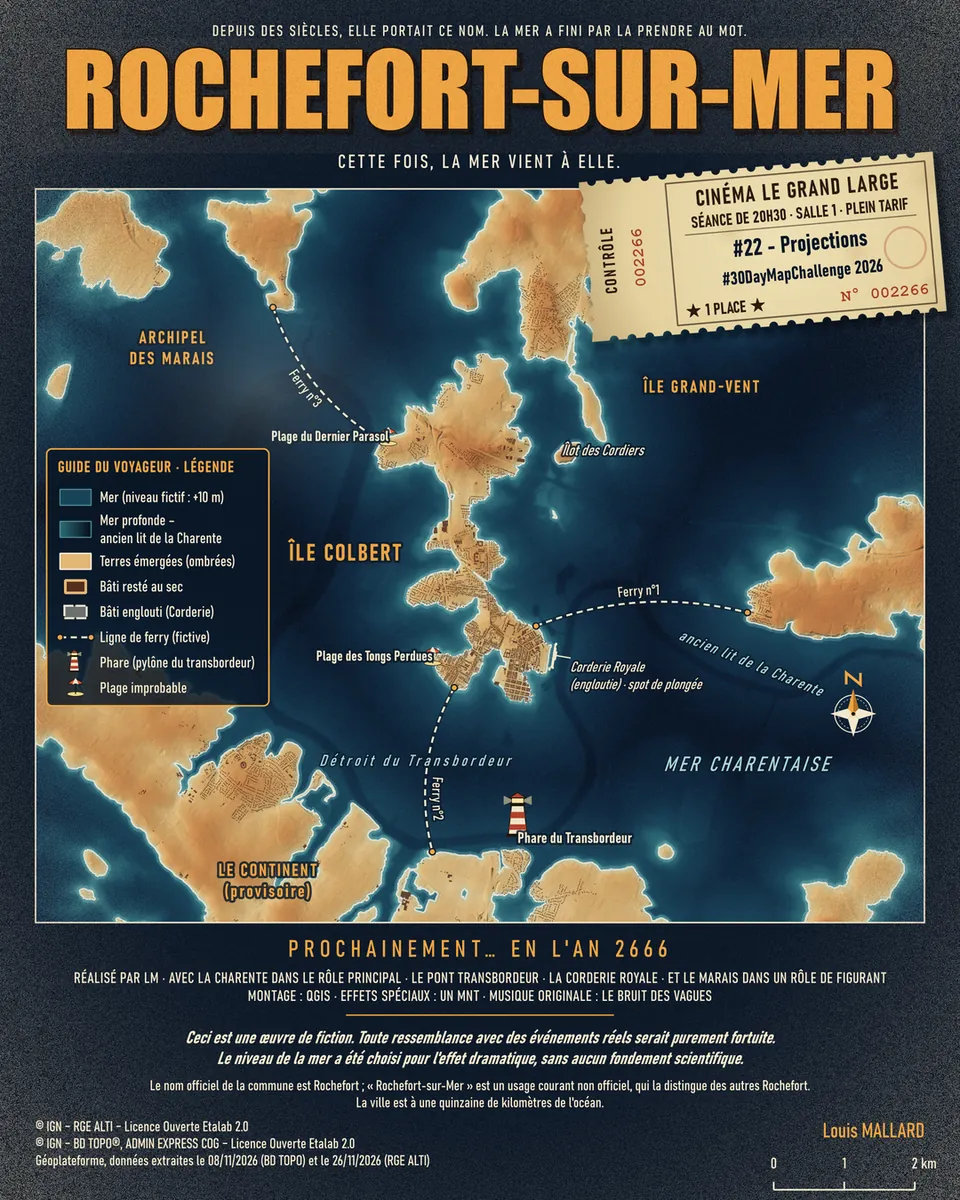 DEPUIS DES SIÈCLES, ELLE PORTAIT CE NOM. LA MER A FINI PAR LA PRENDRE AU MOT.
ROCHEFORT-SUR-MER
CETTE FOIS, LA MER VIENT À ELLE.
CONTRÔLE
002266
CINÉMA LE GRAND LARGE
SÉANCE DE 20H30 · SALLE 1 · PLEIN TARIF
#22 - Projections
#30DayMapChallenge 2026
★ 1 PLACE ★
N° 002266
ARCHIPEL
DES MARAIS
Ferry n°3
ÎLE GRAND-VENT
Plage du Dernier Parasol
Îlot des Cordiers
GUIDE DU VOYAGEUR · LÉGENDE
Mer (niveau fictif : +10 m)
Mer profonde –
ancien lit de la Charente
Terres émergées (ombrées)
Bâti resté au sec
Bâti englouti (Corderie)
Ligne de ferry (fictive)
Phare (pylône du transbordeur)
Plage improbable
ÎLE COLBERT
Ferry n°1
ancien lit de la Charente
Plage des Tongs Perdues
Corderie Royale
(engloutie) · spot de plongée
N
Détroit du Transbordeur
MER CHARENTAISE
Ferry n°2
Phare du Transbordeur
LE CONTINENT
(provisoire)
PROCHAINEMENT… EN L'AN 2666
RÉALISÉ PAR LM · AVEC LA CHARENTE DANS LE RÔLE PRINCIPAL · LE PONT TRANSBORDEUR · LA CORDERIE ROYALE · ET LE MARAIS DANS UN RÔLE DE FIGURANT
MONTAGE : QGIS · EFFETS SPÉCIAUX : UN MNT · MUSIQUE ORIGINALE : LE BRUIT DES VAGUES
Ceci est une œuvre de fiction. Toute ressemblance avec des événements réels serait purement fortuite.
Le niveau de la mer a été choisi pour l'effet dramatique, sans aucun fondement scientifique.
Le nom officiel de la commune est Rochefort ; « Rochefort-sur-Mer » est un usage courant non officiel, qui la distingue des autres Rochefort.
La ville est à une quinzaine de kilomètres de l'océan.
© IGN – RGE ALTI – Licence Ouverte Etalab 2.0
© IGN – BD TOPO®, ADMIN EXPRESS COG – Licence Ouverte Etalab 2.0
Géoplateforme, données extraites le 08/11/2026 (BD TOPO) et le 26/11/2026 (RGE ALTI)
Louis MALLARD
0 1 2 km